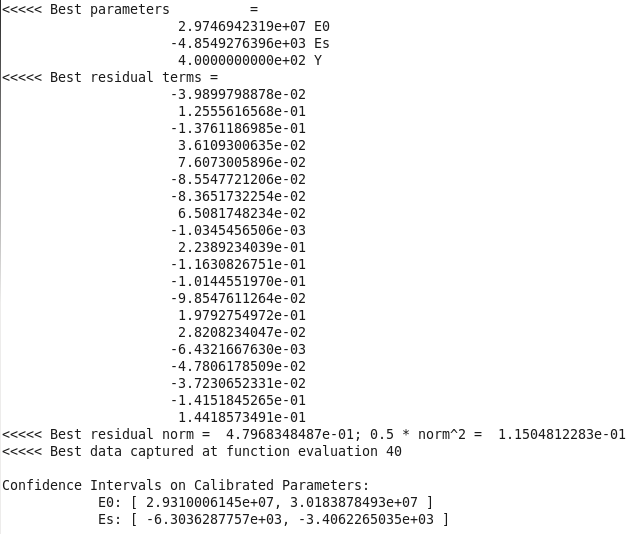 <<<<< Best parameters          =
                      2.9746942319e+07 E0
                     -4.8549276396e+03 Es
                      4.0000000000e+02 Y
<<<<< Best residual terms =
                     -3.9899798878e-02
                      1.2555616568e-01
                     -1.3761186985e-01
                      3.6109300635e-02
                      7.6073005896e-02
                     -8.5547721206e-02
                     -8.3651732254e-02
                      6.5081748234e-02
                     -1.0345456506e-03
                      2.2389234039e-01
                     -1.1630826751e-01
                     -1.0144551970e-01
                     -9.8547611264e-02
                      1.9792754972e-01
                      2.8208234047e-02
                     -6.4321667630e-03
                     -4.7806178509e-02
                     -3.7230652331e-02
                     -1.4151845265e-01
                      1.4418573491e-01
<<<<< Best residual norm =  4.7968348487e-01; 0.5 * norm^2 =  1.1504812283e-01
<<<<< Best data captured at function evaluation 40

Confidence Intervals on Calibrated Parameters:
            E0: [ 2.9310006145e+07, 3.0183878493e+07 ]
            Es: [ -6.3036287757e+03, -3.4062265035e+03 ]